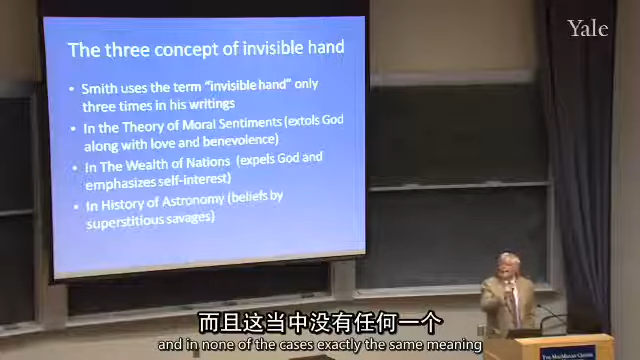 Yale
The three concept of invisible hand
• Smith uses the term "invisible hand" only
three times in his writings
• In the Theory of Moral Sentiments (extols God
along with love and benevolence)
• In The Wealth of Nations (expels God and
emphasizes self-interest)
• In History of Astronomy (beliefs by
superstitious savages)
而且这当中没有任何一个
and in none of the cases exactly the same meaning